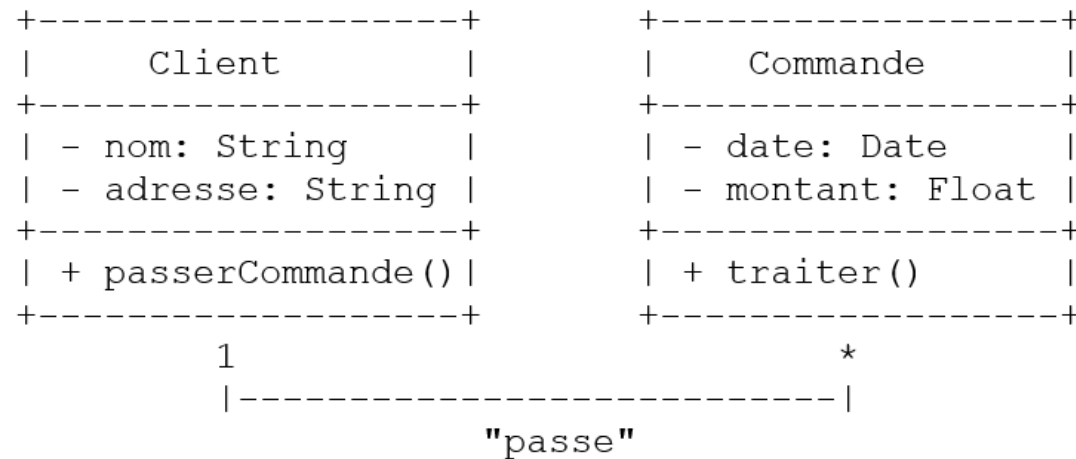 +-------------------+       +------------------+
|     Client        |       |    Commande      |
+-------------------+       +------------------+
| - nom: String     |       | - date: Date     |
| - adresse: String |       | - montant: Float |
+-------------------+       +------------------+
| + passerCommande()|       | + traiter()      |
+-------------------+       +------------------+
         1                           *
         |---------------------------|
                    "passe"